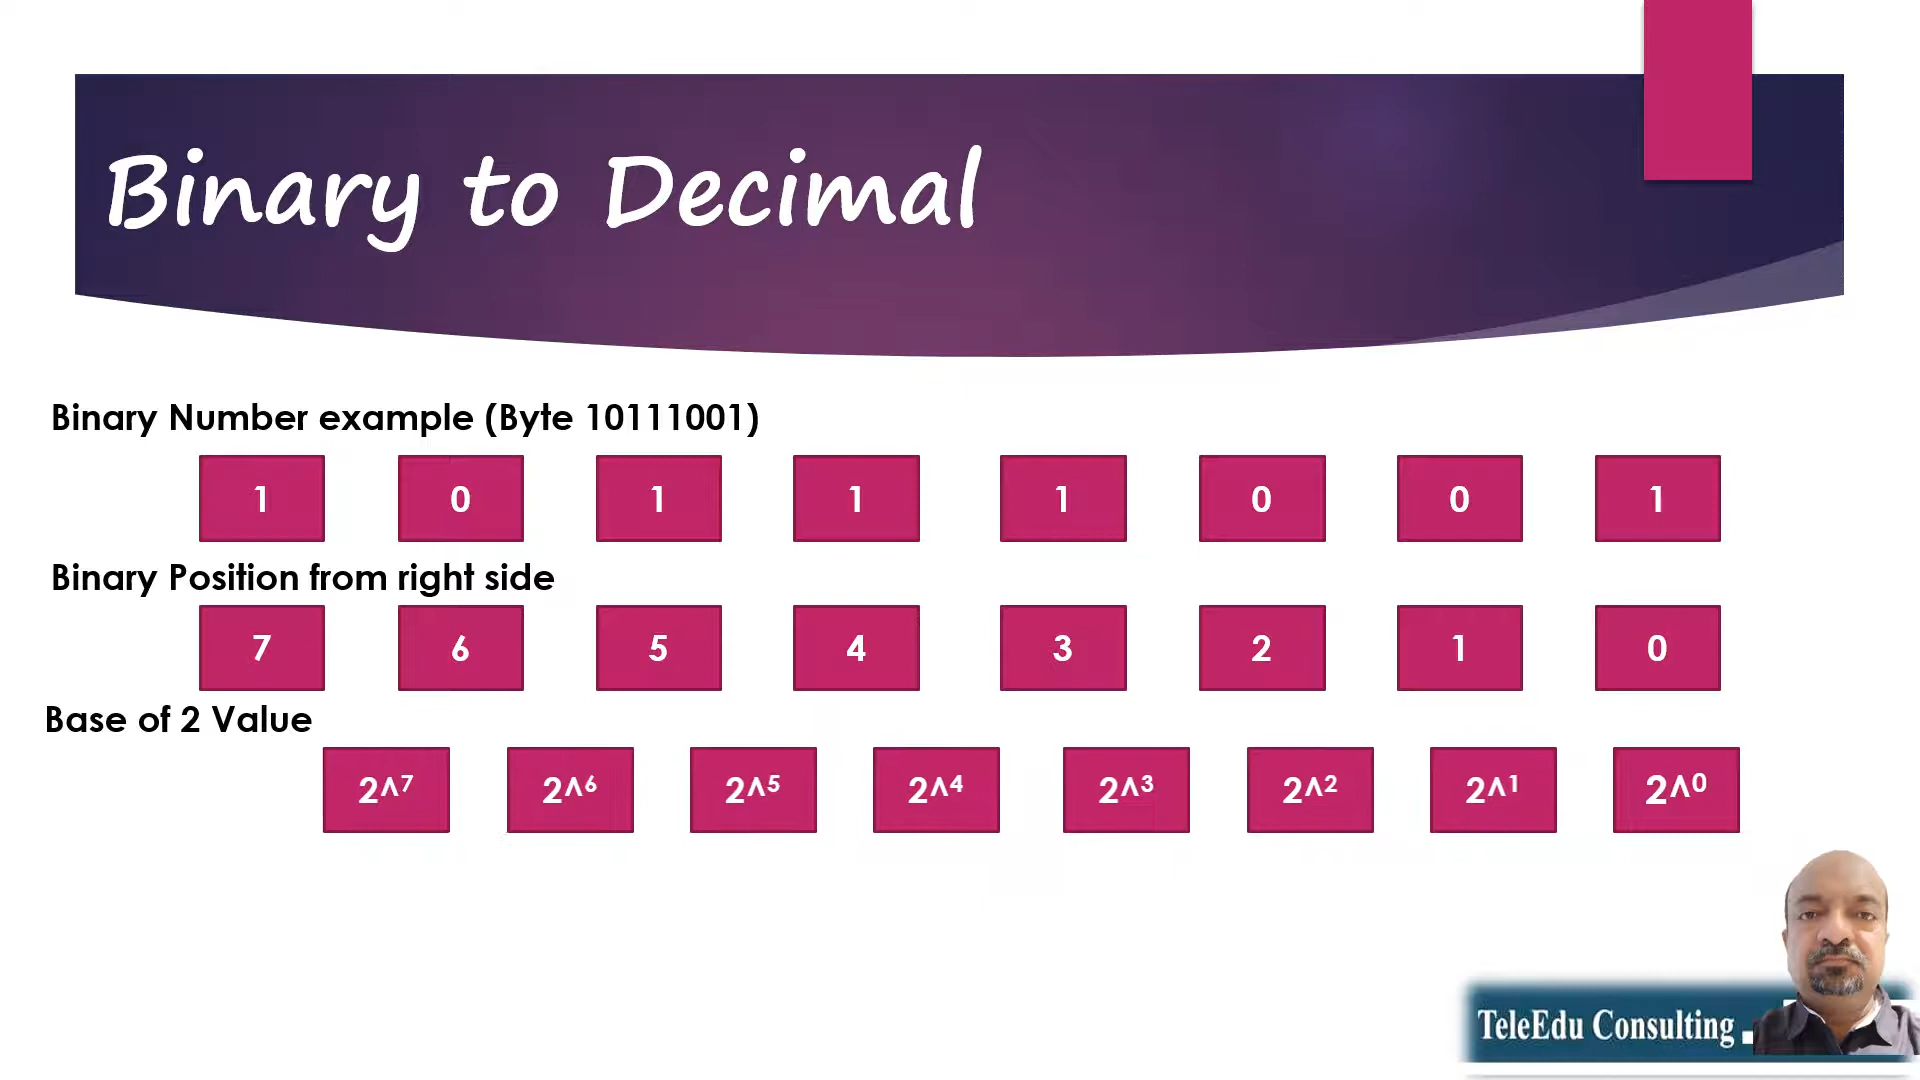 Binary to Decimal
Binary Number example (Byte 10111001)
1 0 1 1 1 0 0 1
Binary Position from right side
7 6 5 4 3 2 1 0
Base of 2 Value
2^⁷ 2^⁶ 2^⁵ 2^⁴ 2^³ 2^² 2^¹ 2^⁰
TeleEdu Consulting